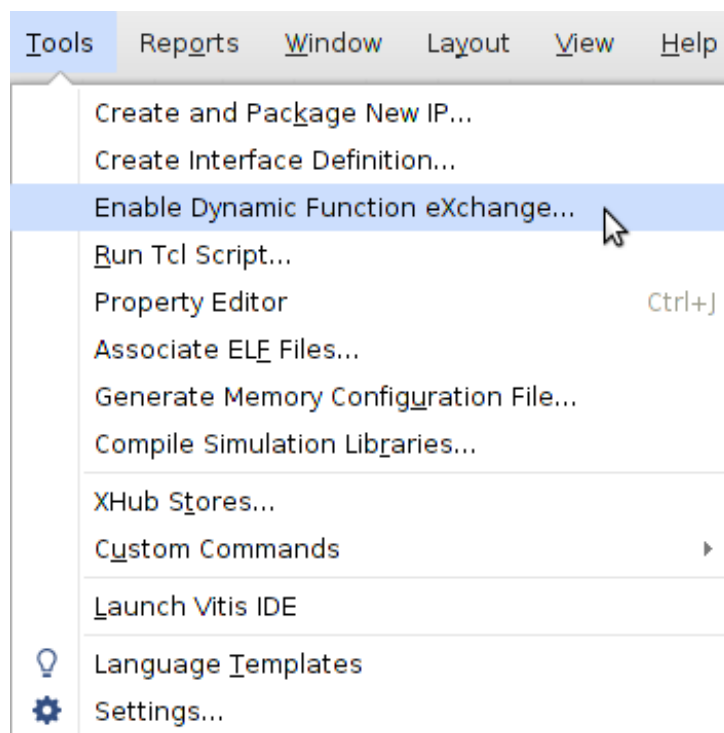 Tools Reports Window Layout View Help
Create and Package New IP...
Create Interface Definition...
Enable Dynamic Function eXchange...
Run Tcl Script...
Property Editor Ctrl+J
Associate ELF Files...
Generate Memory Configuration File...
Compile Simulation Libraries...
XHub Stores...
Custom Commands
Launch Vitis IDE
Language Templates
Settings...